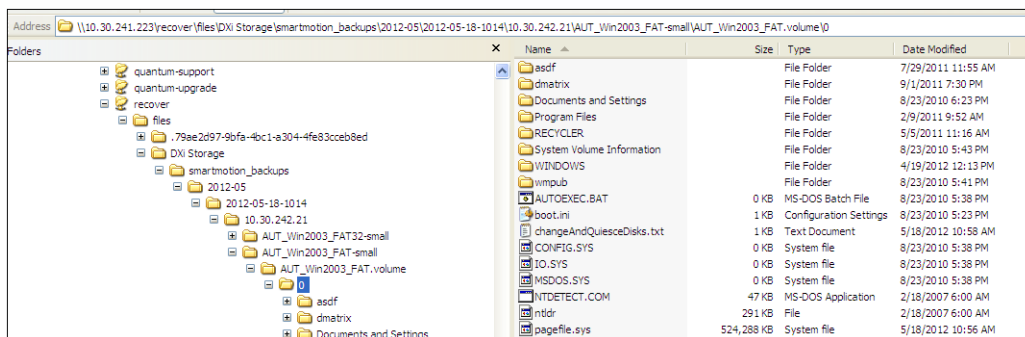 Address \\10.30.241.223\recover\files\DXi Storage\smartmotion_backups\2012-05\2012-05-18-1014\10.30.242.21\AUT_Win2003_FAT-small\AUT_Win2003_FAT.volume\0
Folders
quantum-support
quantum-upgrade
recover
files
.79ae2d97-9bfa-4bc1-a304-4fe83cceb8ed
DXi Storage
smartmotion_backups
2012-05
2012-05-18-1014
10.30.242.21
AUT_Win2003_FAT32-small
AUT_Win2003_FAT-small
AUT_Win2003_FAT.volume
0
asdf
dmatrix
Documents and Settings
Name Size Type Date Modified
asdf File Folder 7/29/2011 11:55 AM
dmatrix File Folder 9/1/2011 7:30 PM
Documents and Settings File Folder 8/23/2010 6:23 PM
Program Files File Folder 2/9/2011 9:52 AM
RECYCLER File Folder 5/5/2011 11:16 AM
System Volume Information File Folder 8/23/2010 5:43 PM
WINDOWS File Folder 4/19/2012 12:13 PM
wmpub File Folder 8/23/2010 5:41 PM
AUTOEXEC.BAT 0 KB MS-DOS Batch File 8/23/2010 5:38 PM
boot.ini 1 KB Configuration Settings 8/23/2010 5:23 PM
changeAndQuiesceDisks.txt 1 KB Text Document 5/18/2012 10:58 AM
CONFIG.SYS 0 KB System file 8/23/2010 5:38 PM
IO.SYS 0 KB System file 8/23/2010 5:38 PM
MSDOS.SYS 0 KB System file 8/23/2010 5:38 PM
NTDETECT.COM 47 KB MS-DOS Application 2/18/2007 6:00 AM
ntldr 291 KB File 2/18/2007 6:00 AM
pagefile.sys 524,288 KB System file 5/18/2012 10:56 AM